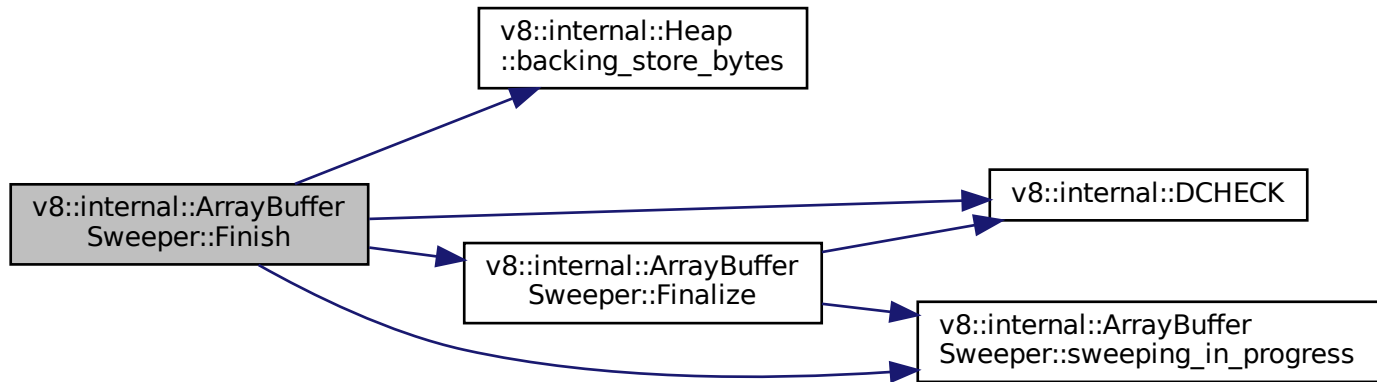 v8::internal::Heap
::backing_store_bytes
v8::internal::ArrayBuffer
Sweeper::Finish
v8::internal::DCHECK
v8::internal::ArrayBuffer
Sweeper::Finalize
v8::internal::ArrayBuffer
Sweeper::sweeping_in_progress